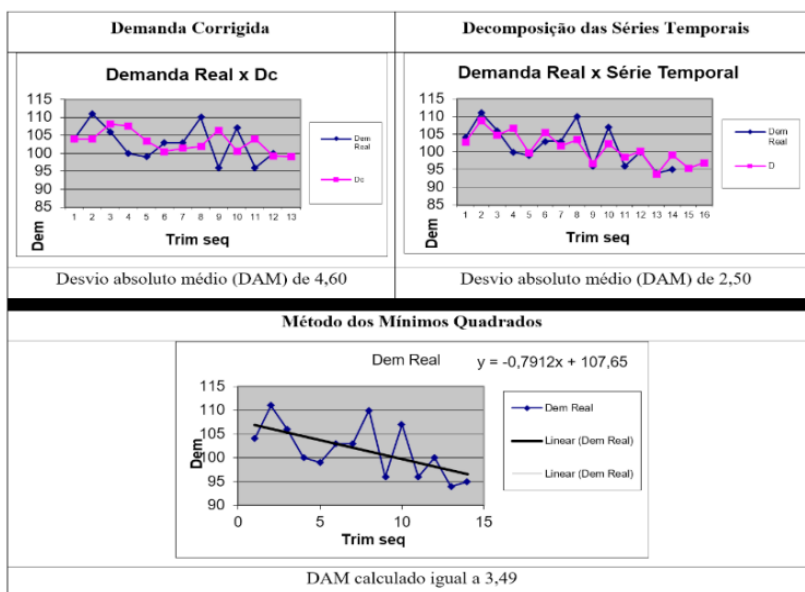 Demanda Corrigida
Decomposição das Séries Temporais
Demanda Real x Dc
115
110
105
100
95
90
85
1 2 3 4 5 6 7 8 9 10 11 12 13
Dem
Trim seq
Dem Real
Dc
Demanda Real x Série Temporal
115
110
105
100
95
90
85
1 2 3 4 5 6 7 8 9 10 11 12 13 14 15 16
Dem
Trim seq
Dem
Real
D
Desvio absoluto médio (DAM) de 4,60
Desvio absoluto médio (DAM) de 2,50
Método dos Mínimos Quadrados
Dem Real
y = -0,7912x + 107,65
115
110
105
100
95
90
Dem
0 5 10 15
Trim seq
Dem Real
Linear (Dem Real)
Linear (Dem Real)
DAM calculado igual a 3,49